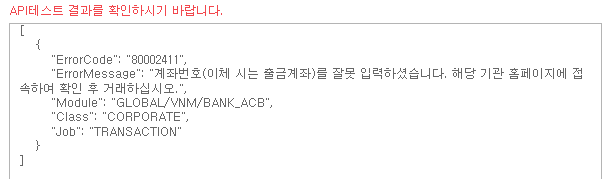 API테스트 결과를 확인하시기 바랍니다.
[
{
"ErrorCode": "80002411",
"ErrorMessage": "계좌번호(이체 시는 출금계좌)를 잘못 입력하셨습니다. 해당 기관 홈페이지에 접
속하여 확인 후 거래하십시오.",
"Module": "GLOBAL/VNM/BANK_ACB",
"Class": "CORPORATE",
"Job": "TRANSACTION"
}
]